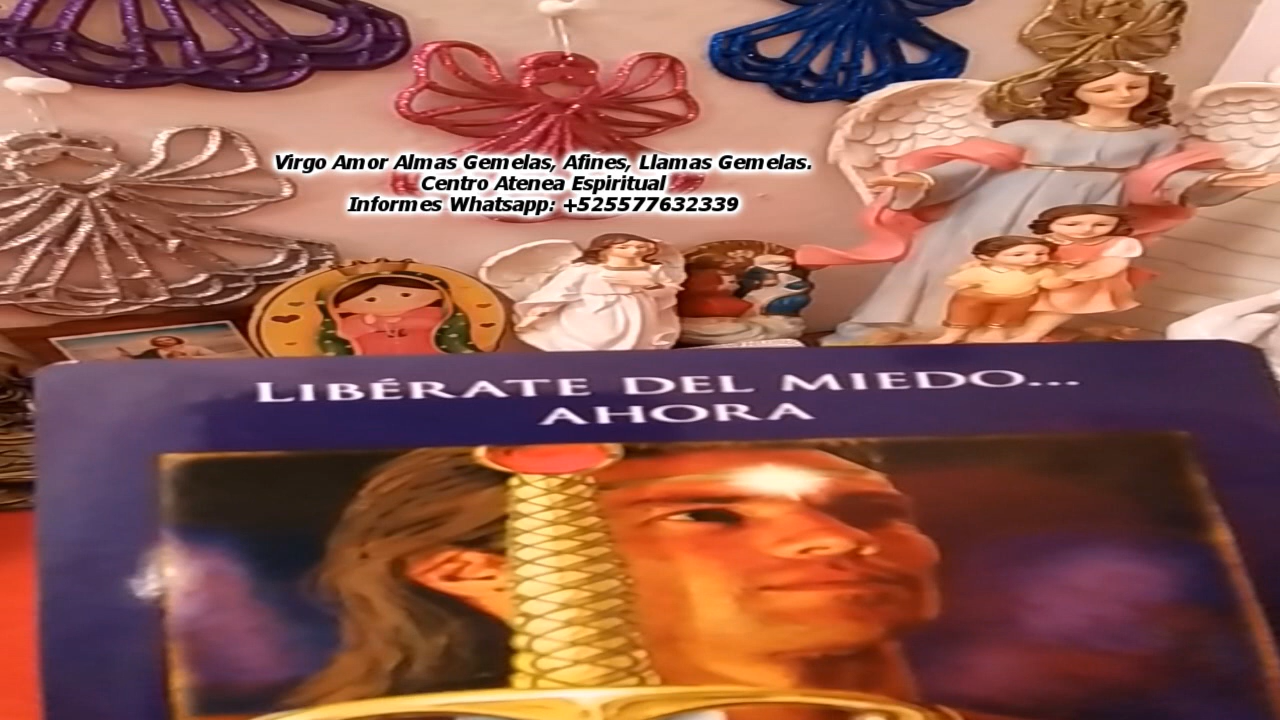 Virgo Amor Almas Gemelas, Afines, Llamas Gemelas.
Centro Atenea Espiritual
Informes Whatsapp: +525577632339
LIBÉRATE DEL MIEDO...
AHORA